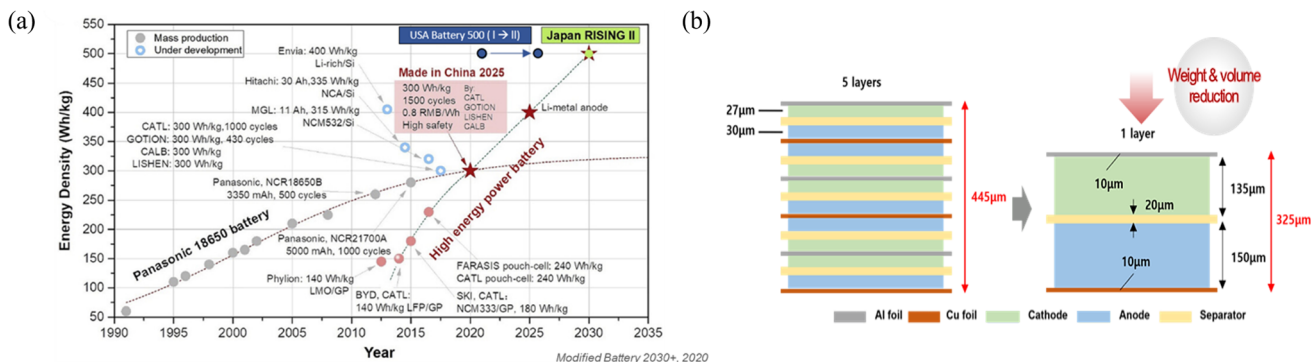 (a)
Energy Density (Wh/kg)
550
500
450
400
350
300
250
200
150
100
50
1990
1995
2000
2005
2010
2015
2020
2025
2030
2035
Year
Modified Battery 2030+, 2020
Mass production
Under development
USA Battery 500 ( I → II)
Japan RISING II
Envia: 400 Wh/kg
Li-rich/Si
Hitachi: 30 Ah,335 Wh/kg
NCA/Si
MGL: 11 Ah, 315 Wh/kg
NCM532/Si
CATL: 300 Wh/kg,1000 cycles
GOTION: 300 Wh/kg, 430 cycles
CALB: 300 Wh/kg
LISHEN: 300 Wh/kg
Made in China 2025
300 Wh/kg
1500 cycles
0.8 RMB/Wh
High safety
By:
CATL
GOTION
LISHEN
CALB
Li-metal anode
Panasonic, NCR18650B
3350 mAh, 500 cycles
Panasonic 18650 battery
Panasonic, NCR21700A
5000 mAh, 1000 cycles
High energy power battery
Phylion: 140 Wh/kg
LMO/GP
BYD, CATL:
140 Wh/kg LFP/GP
FARASIS pouch-cell: 240 Wh/kg
CATL pouch-cell: 240 Wh/kg
SKI, CATL:
NCM333/GP, 180 Wh/kg
(b)
5 layers
27μm
30μm
445μm
Weight & volume
reduction
1 layer
10μm
20μm
10μm
135μm
150μm
325μm
Al foil
Cu foil
Cathode
Anode
Separator